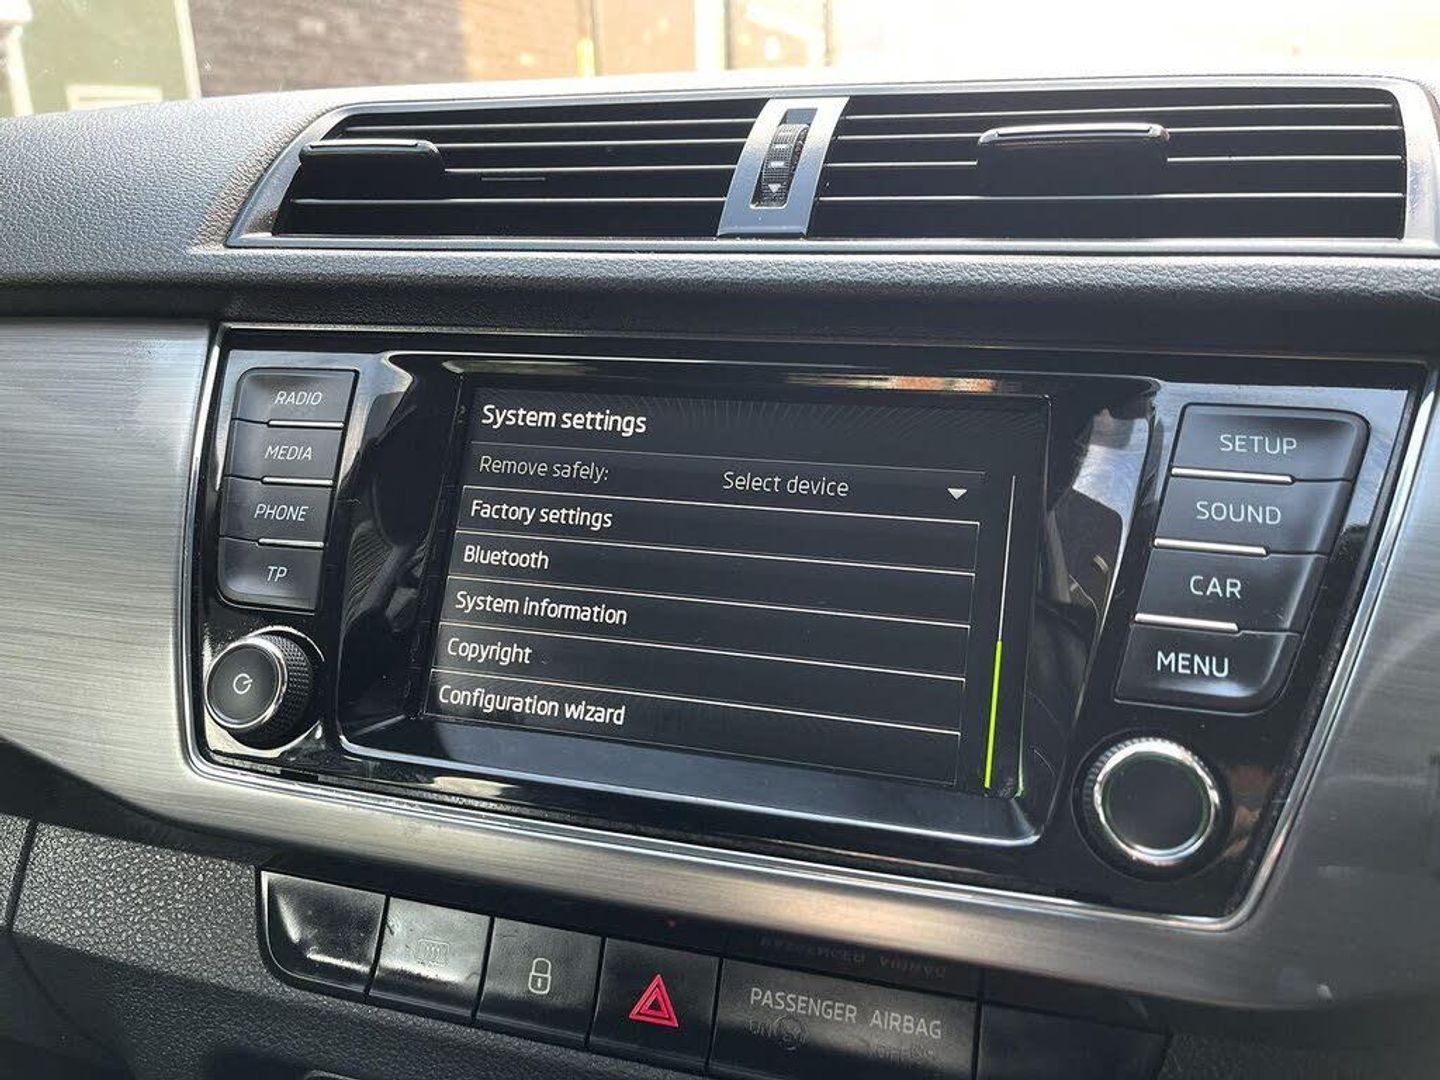 RADIO
MEDIA
PHONE
TP
System settings
Remove safely: Select device
Factory settings
Bluetooth
System information
Copyright
Configuration wizard
SETUP
SOUND
CAR
MENU
PASSENGER AIRBAG